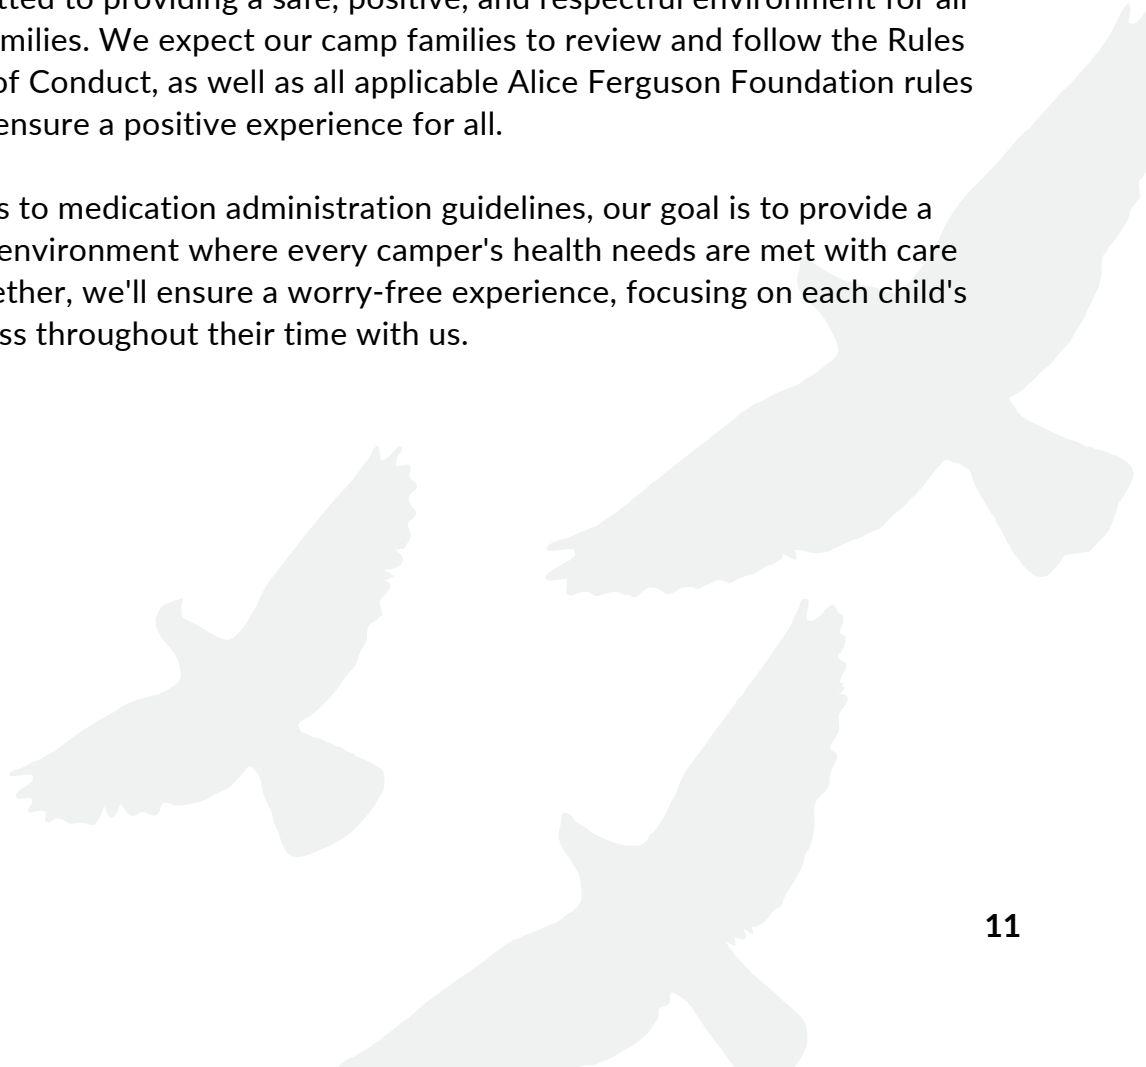 tted to providing a safe, positive, and respectful environment for all
milies. We expect our camp families to review and follow the Rules
of Conduct, as well as all applicable Alice Ferguson Foundation rules
ensure a positive experience for all.
s to medication administration guidelines, our goal is to provide a
environment where every camper's health needs are met with care
ether, we'll ensure a worry-free experience, focusing on each child's
ss throughout their time with us.
11